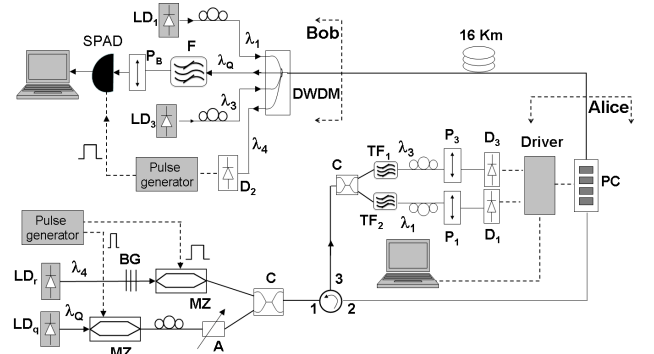 LD1
λ1
Bob
16 Km
SPAD
PB
F
λQ
DWDM
LD3
λ3
λ4
Alice
Pulse
generator
D2
TF1
λ3
P3
D3
Driver
C
PC
TF2
λ1
P1
D1
Pulse
generator
LDr
λ4
BG
MZ
C
3
1
2
LDq
λQ
MZ
A